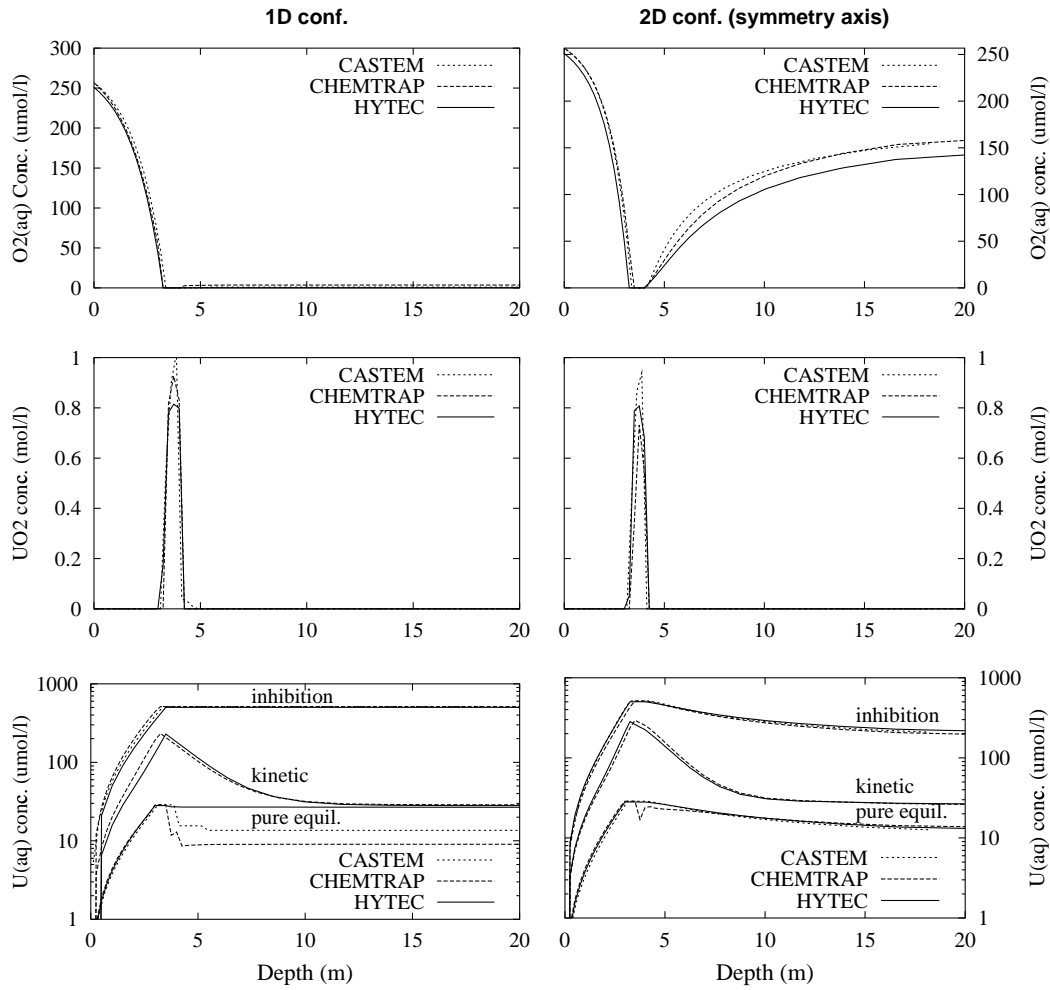 1D conf.
2D conf. (symmetry axis)
300
250
200
150
100
50
0
O2(aq) Conc. (umol/l)
CASTEM
CHEMTRAP
HYTEC
0 5 10 15 20
250
200
150
100
50
0
O2(aq) conc. (umol/l)
CASTEM
CHEMTRAP
HYTEC
0 5 10 15 20
1
0.8
0.6
0.4
0.2
0
UO2 conc. (mol/l)
CASTEM
CHEMTRAP
HYTEC
0 5 10 15 20
1
0.8
0.6
0.4
0.2
0
UO2 conc. (mol/l)
CASTEM
CHEMTRAP
HYTEC
0 5 10 15 20
1000
100
10
1
U(aq) conc. (umol/l)
inhibition
kinetic
pure equil.
CASTEM
CHEMTRAP
HYTEC
0 5 10 15 20
Depth (m)
1000
100
10
1
U(aq) conc. (umol/l)
inhibition
kinetic
pure equil.
CASTEM
CHEMTRAP
HYTEC
0 5 10 15 20
Depth (m)